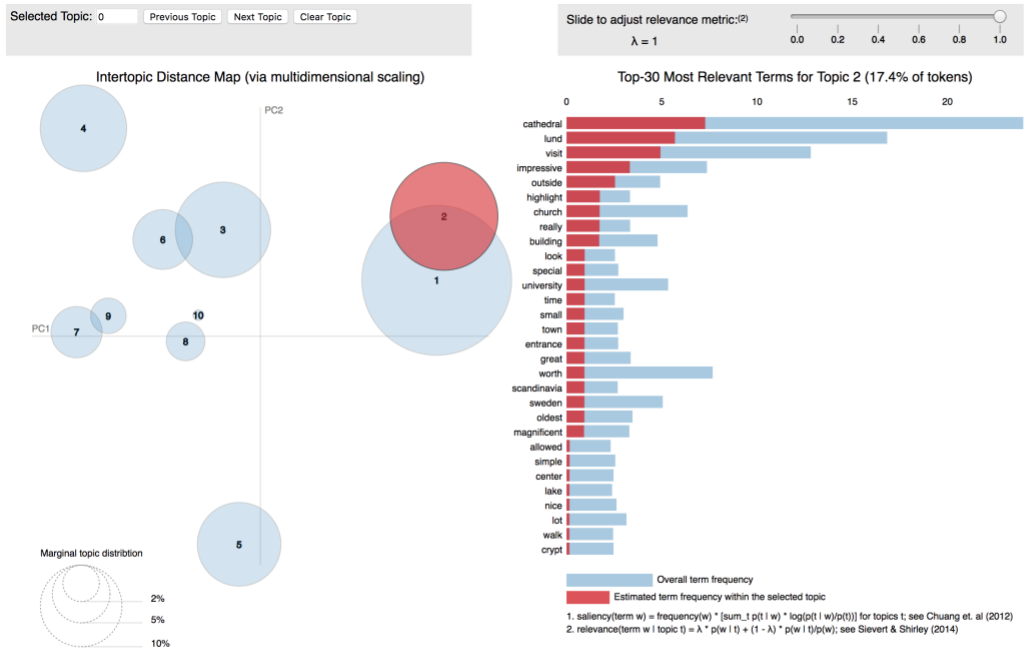 Selected Topic: 0 Previous Topic Next Topic Clear Topic
Slide to adjust relevance metric:(2)
λ = 1
0.0 0.2 0.4 0.6 0.8 1.0
Intertopic Distance Map (via multidimensional scaling)
PC2
PC1
4
3
6
2
1
9
7
10
8
5
Marginal topic distribtion
2%
5%
10%
Top-30 Most Relevant Terms for Topic 2 (17.4% of tokens)
0 5 10 15 20
cathedral
lund
visit
impressive
outside
highlight
church
really
building
look
special
university
time
small
town
entrance
great
worth
scandinavia
sweden
oldest
magnificent
allowed
simple
center
lake
nice
lot
walk
crypt
Overall term frequency
Estimated term frequency within the selected topic
1. saliency(term w) = frequency(w) * [sum_t p(t | w) * log(p(t | w)/p(t))] for topics t; see Chuang et. al (2012)
2. relevance(term w | topic t) = λ * p(w | t) + (1 - λ) * p(w | t)/p(w); see Sievert & Shirley (2014)